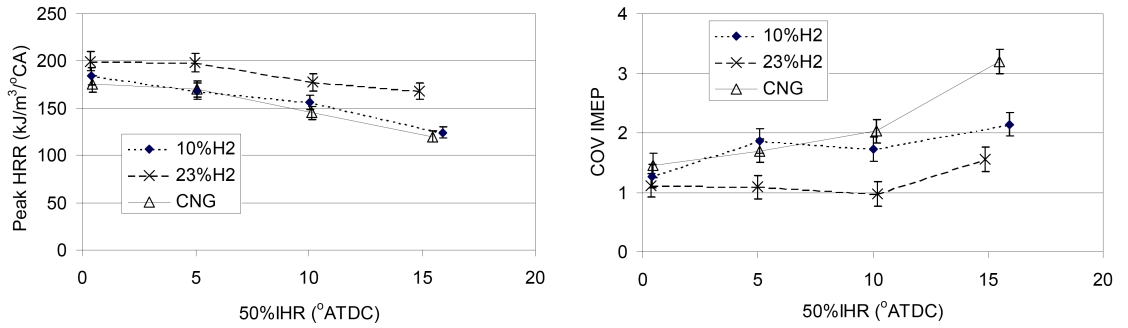 250
200
150
100
50
0
Peak HRR (kJ/m³/°CA)
10%H2
23%H2
CNG
0 5 10 15 20
50%IHR (°ATDC)
4
3
2
1
0
COV IMEP
10%H2
23%H2
CNG
0 5 10 15 20
50%IHR (°ATDC)